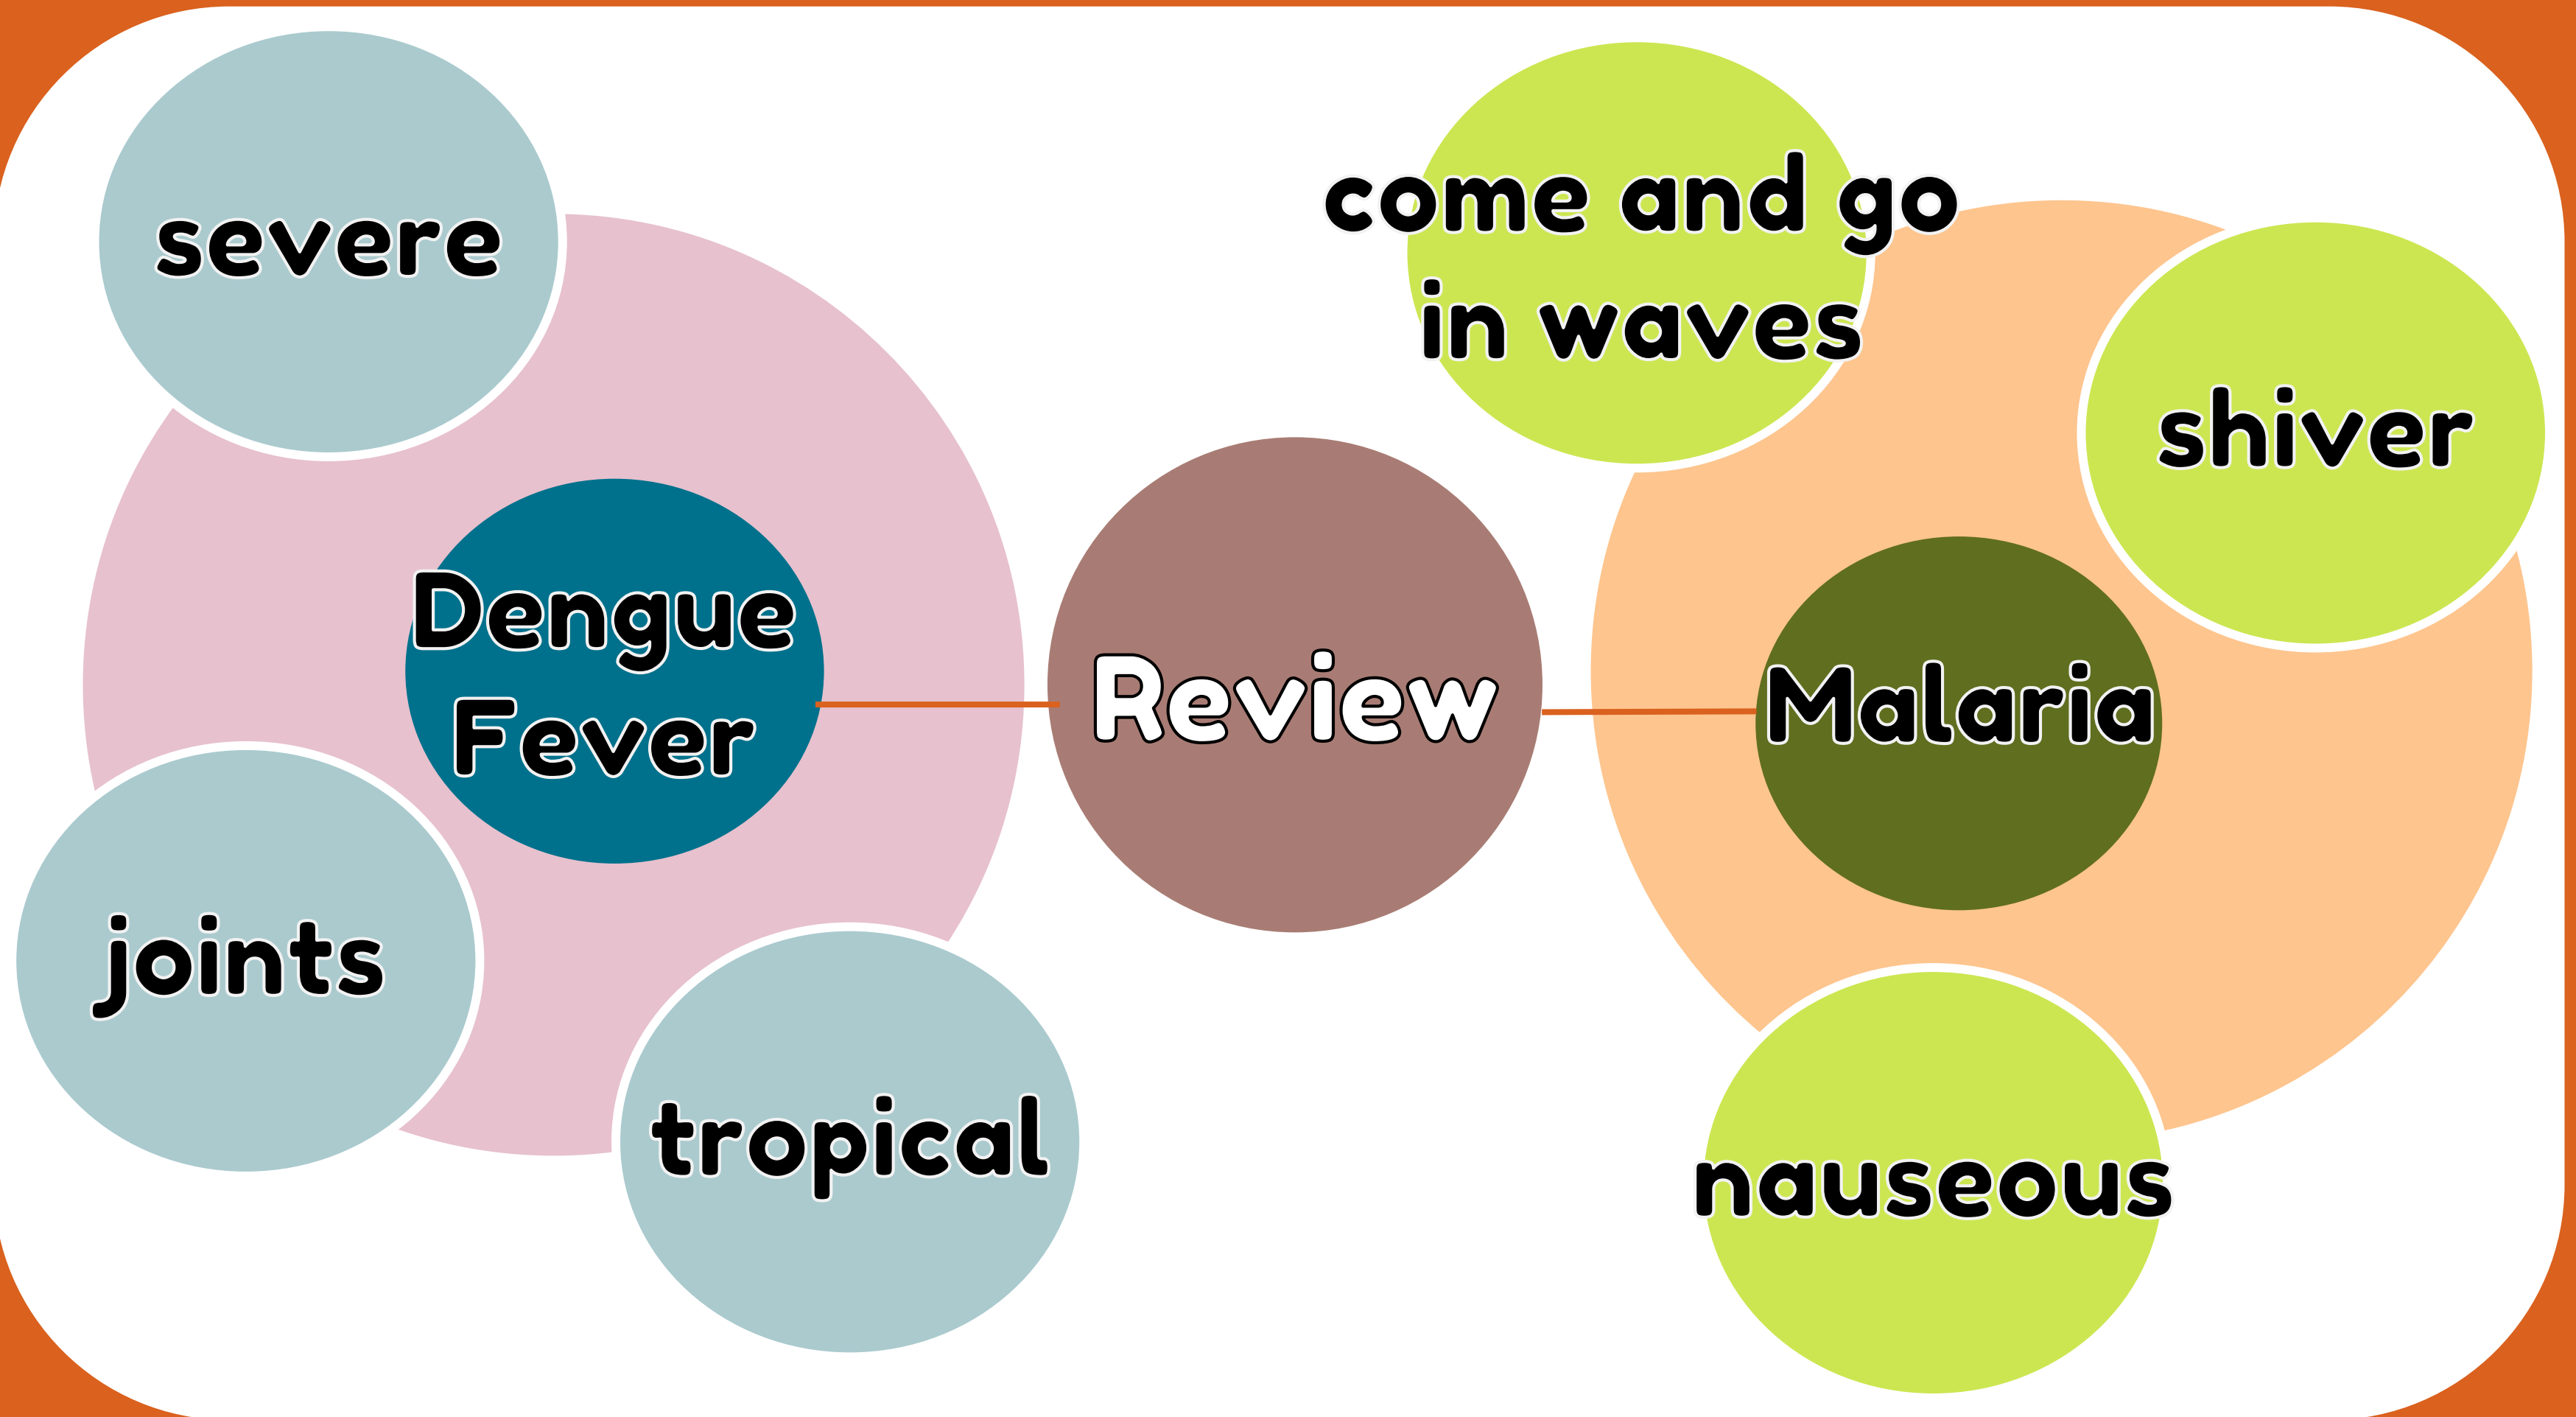 severe
Dengue
Fever
joints
tropical
Review
come and go
in waves
shiver
Malaria
nauseous